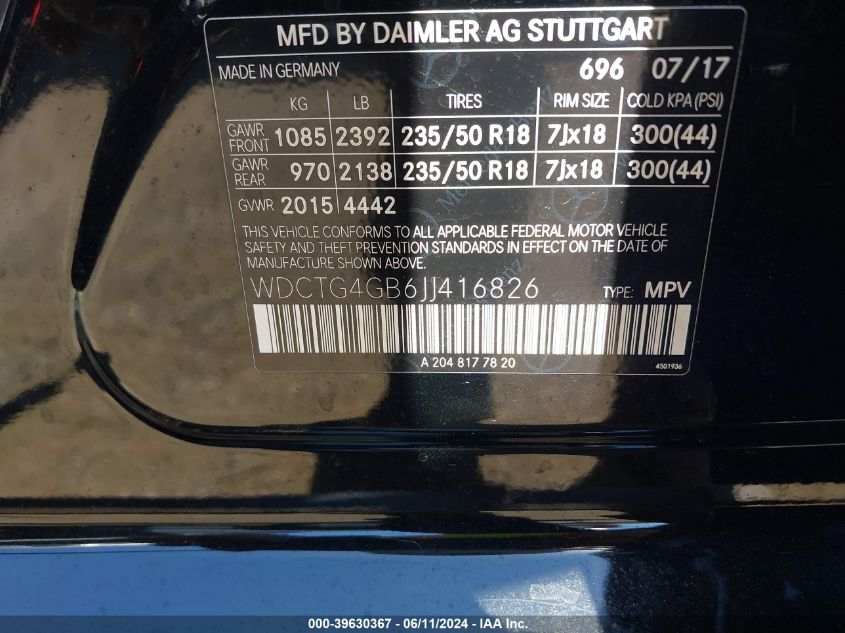 MFD BY DAIMLER AG STUTTGART
MADE IN GERMANY 696 07/17
KG LB TIRES RIM SIZE COLD KPA (PSI)
GAWR FRONT 1085 2392 235/50 R18 7Jx18 300(44)
GAWR REAR 970 2138 235/50 R18 7Jx18 300(44)
GVWR 2015 4442
THIS VEHICLE CONFORMS TO ALL APPLICABLE FEDERAL MOTOR VEHICLE
SAFETY AND THEFT PREVENTION STANDARDS IN EFFECT ON THE DATE OF
MANUFACTURE SHOWN ABOVE.
WDCTG4GB6JJ416826 TYPE: MPV
A 204 817 78 20
4501936
000-39630367 - 06/11/2024 - IAA Inc.